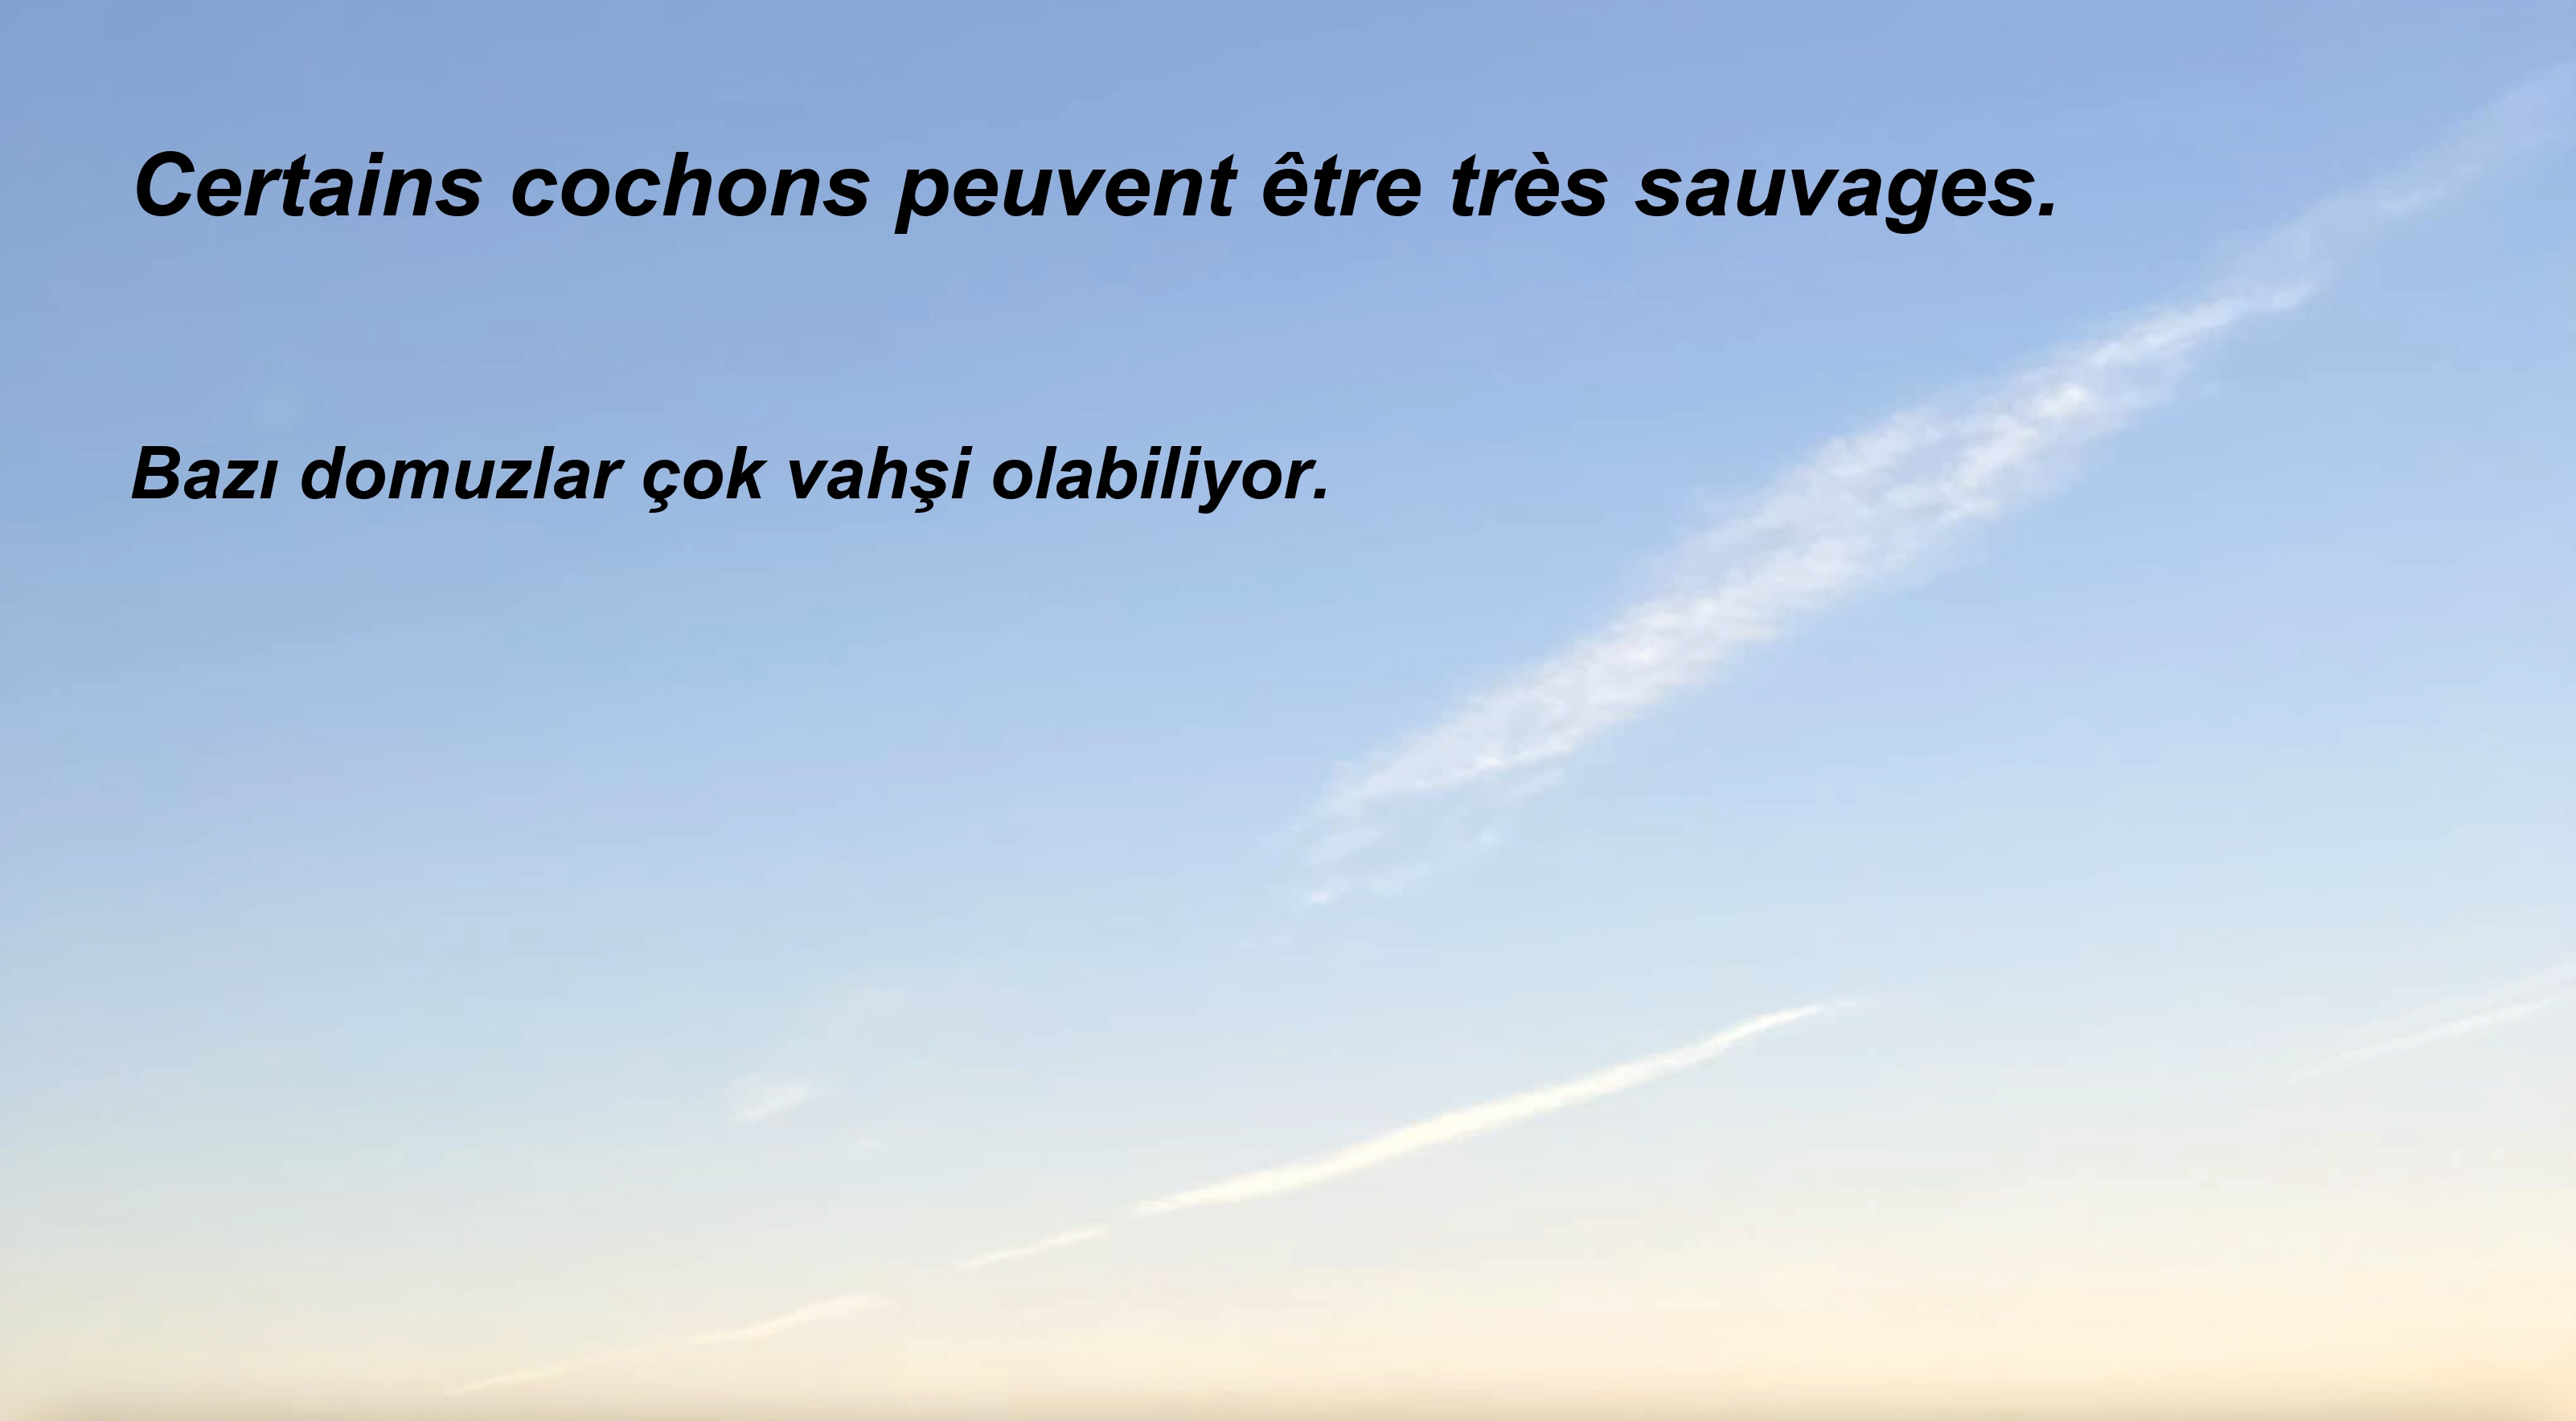 Certains cochons peuvent être très sauvages.
Bazı domuzlar çok vahşi olabiliyor.